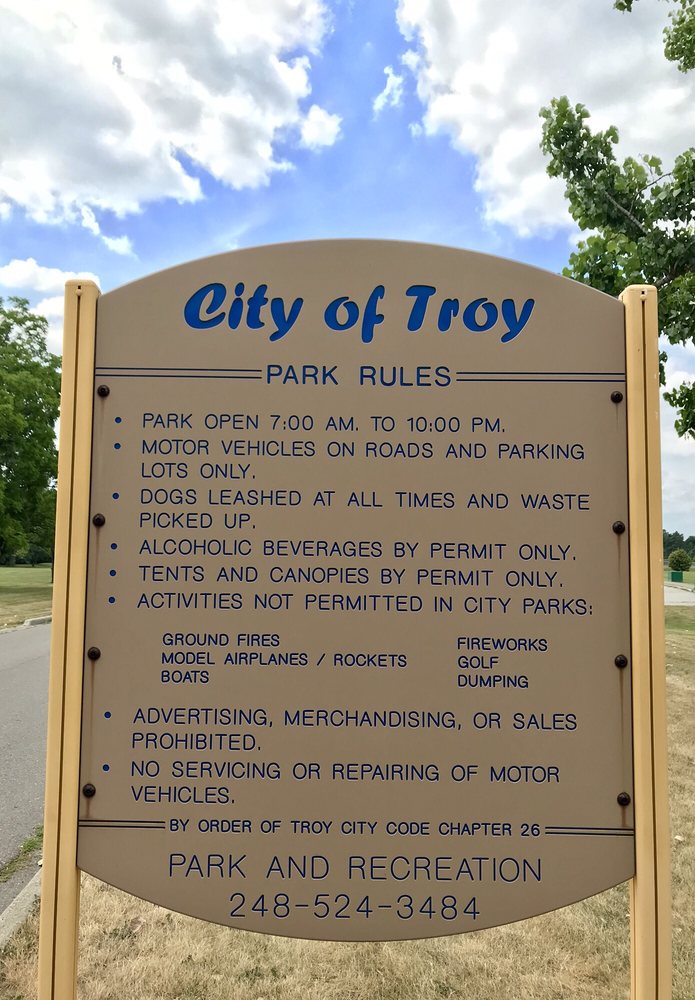 City of Troy
PARK RULES
• PARK OPEN 7:00 AM. TO 10:00 PM.
• MOTOR VEHICLES ON ROADS AND PARKING
LOTS ONLY.
• DOGS LEASHED AT ALL TIMES AND WASTE
PICKED UP.
• ALCOHOLIC BEVERAGES BY PERMIT ONLY.
• TENTS AND CANOPIES BY PERMIT ONLY.
• ACTIVITIES NOT PERMITTED IN CITY PARKS:
GROUND FIRES
MODEL AIRPLANES / ROCKETS
BOATS
FIREWORKS
GOLF
DUMPING
• ADVERTISING, MERCHANDISING, OR SALES
PROHIBITED.
• NO SERVICING OR REPAIRING OF MOTOR
VEHICLES.
BY ORDER OF TROY CITY CODE CHAPTER 26
PARK AND RECREATION
248-524-3484